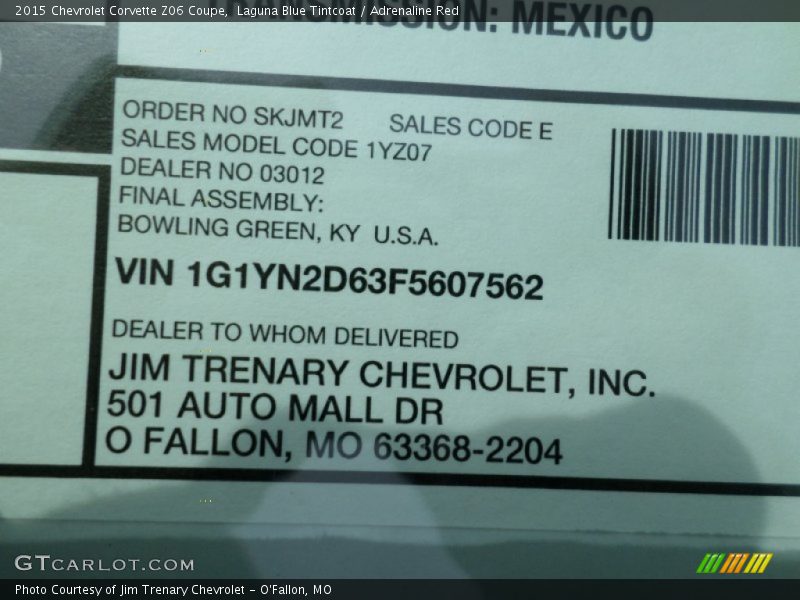 2015 Chevrolet Corvette Z06 Coupe, Laguna Blue Tintcoat / Adrenaline Red
TRANSMISSION: MEXICO
ORDER NO SKJMT2 SALES CODE E
SALES MODEL CODE 1YZ07
DEALER NO 03012
FINAL ASSEMBLY:
BOWLING GREEN, KY U.S.A.
VIN 1G1YN2D63F5607562
DEALER TO WHOM DELIVERED
JIM TRENARY CHEVROLET, INC.
501 AUTO MALL DR
O FALLON, MO 63368-2204
GTCARLOT.COM
Photo Courtesy of Jim Trenary Chevrolet - O'Fallon, MO